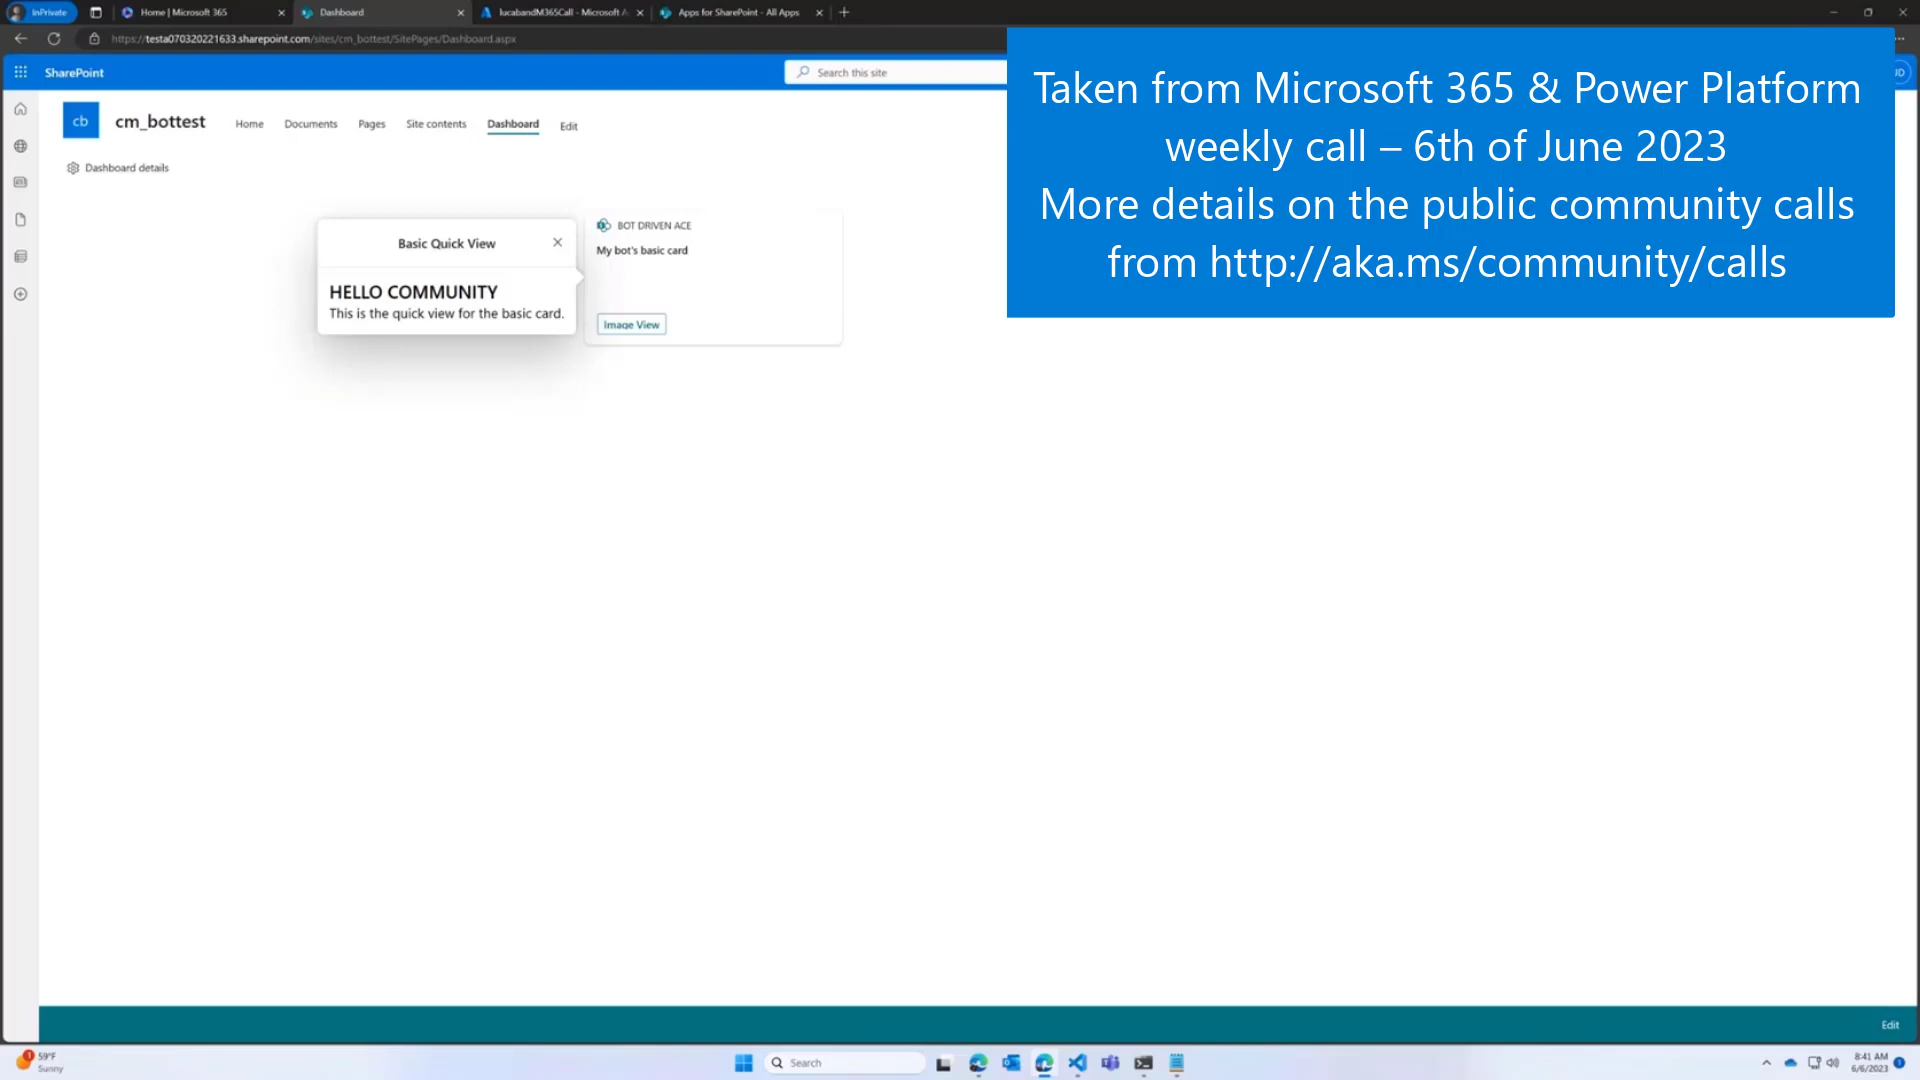 InPrivate
Home | Microsoft 365
Dashboard
lucabandM365Call - Microsoft A
Apps for SharePoint - All Apps
https://testa070320221633.sharepoint.com/sites/cm_bottest/SitePages/Dashboard.aspx
SharePoint
Search this site
cb
cm_bottest
Home
Documents
Pages
Site contents
Dashboard
Edit
Dashboard details
Basic Quick View
HELLO COMMUNITY
This is the quick view for the basic card.
BOT DRIVEN ACE
My bot's basic card
Image View
Taken from Microsoft 365 & Power Platform
weekly call – 6th of June 2023
More details on the public community calls
from http://aka.ms/community/calls
Edit
1
59°F
Sunny
Search
8:41 AM
6/6/2023